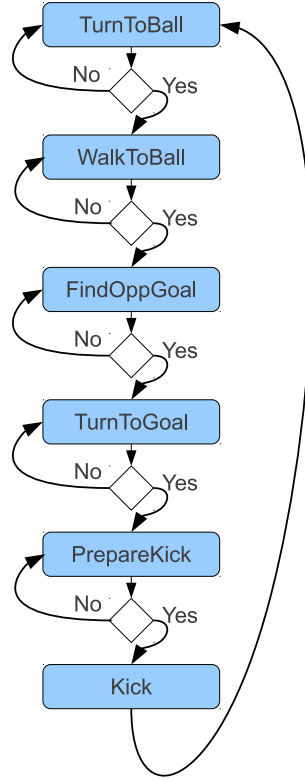 TurnToBall
No
Yes
WalkToBall
No
Yes
FindOppGoal
No
Yes
TurnToGoal
No
Yes
PrepareKick
No
Yes
Kick